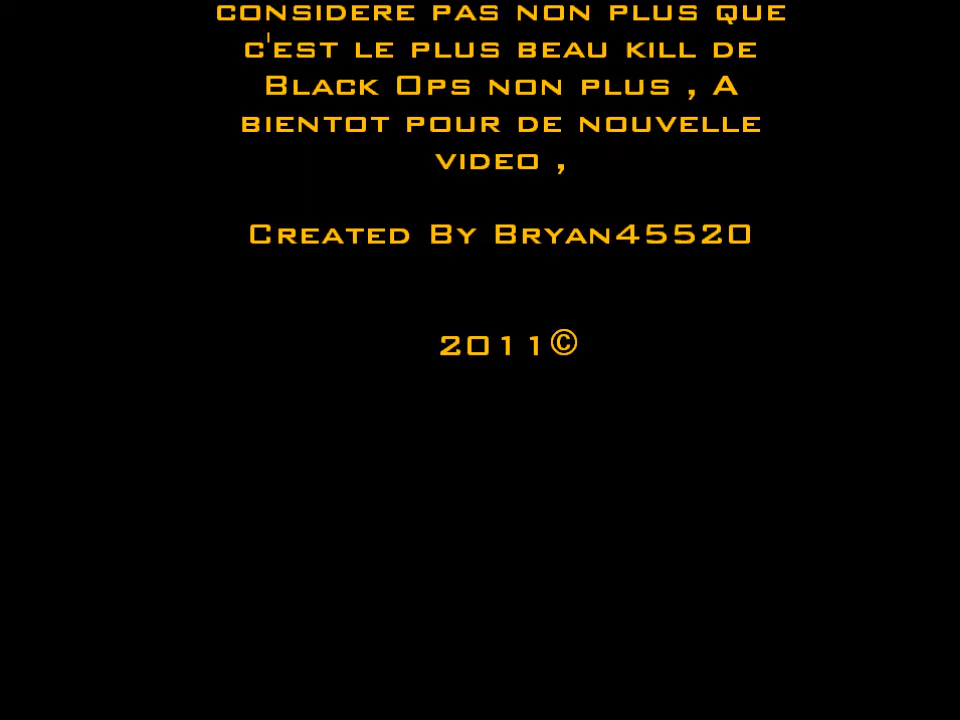 considere pas non plus que
c'est le plus beau kill de
Black Ops non plus , A
bientot pour de nouvelle
video ,
Created By Bryan45520
2011©